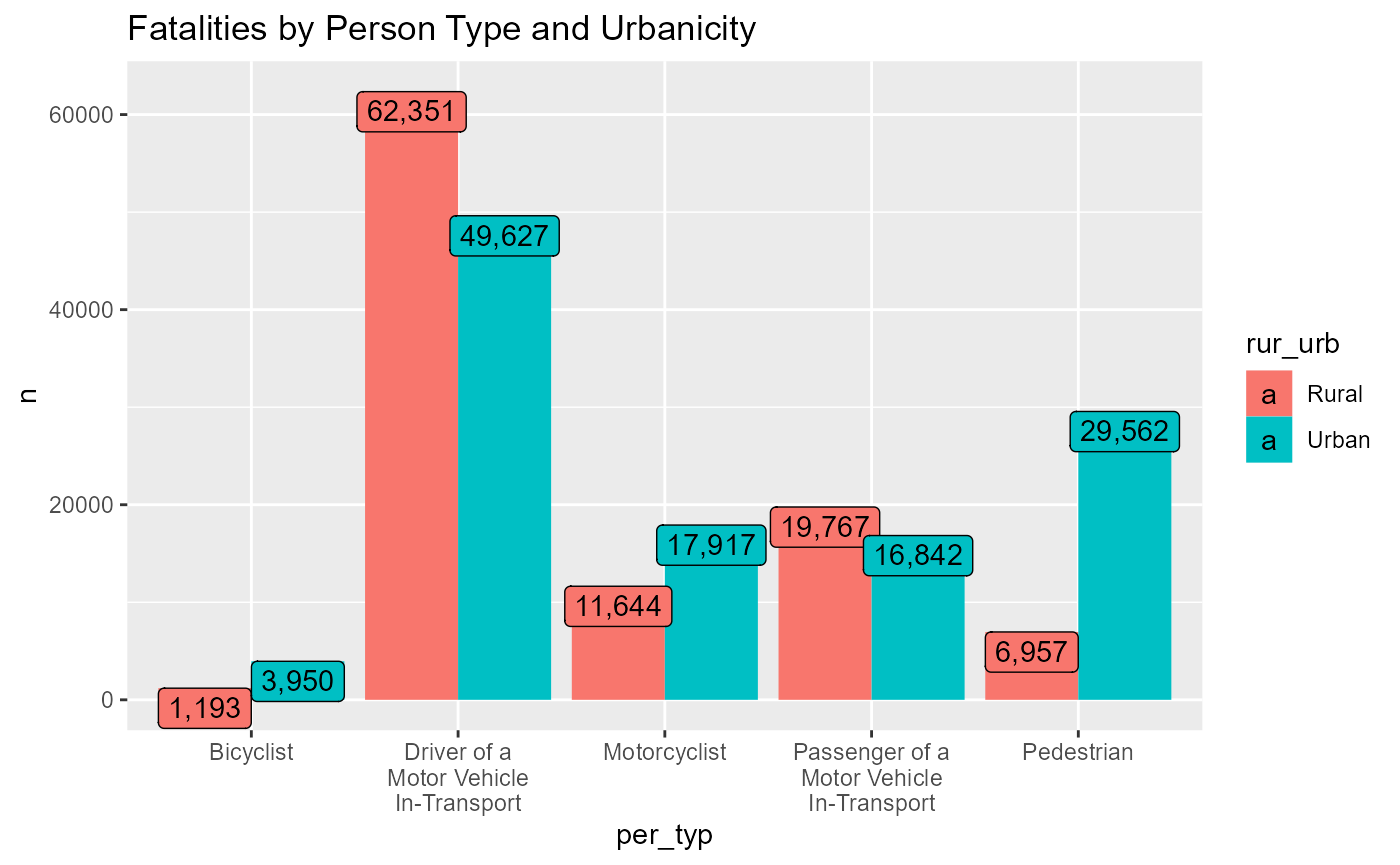 Fatalities by Person Type and Urbanicity
60000
40000
20000
0
n
62,351
49,627
29,562
19,767
17,917
16,842
11,644
6,957
3,950
1,193
Bicyclist
Driver of a
Motor Vehicle
In-Transport
Motorcyclist
Passenger of a
Motor Vehicle
In-Transport
Pedestrian
per_typ
rur_urb
a Rural
a Urban